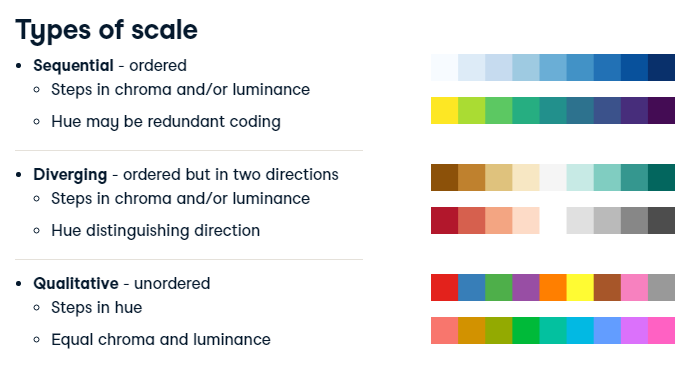 Types of scale
• Sequential - ordered
◦ Steps in chroma and/or luminance
◦ Hue may be redundant coding
• Diverging - ordered but in two directions
◦ Steps in chroma and/or luminance
◦ Hue distinguishing direction
• Qualitative - unordered
◦ Steps in hue
◦ Equal chroma and luminance